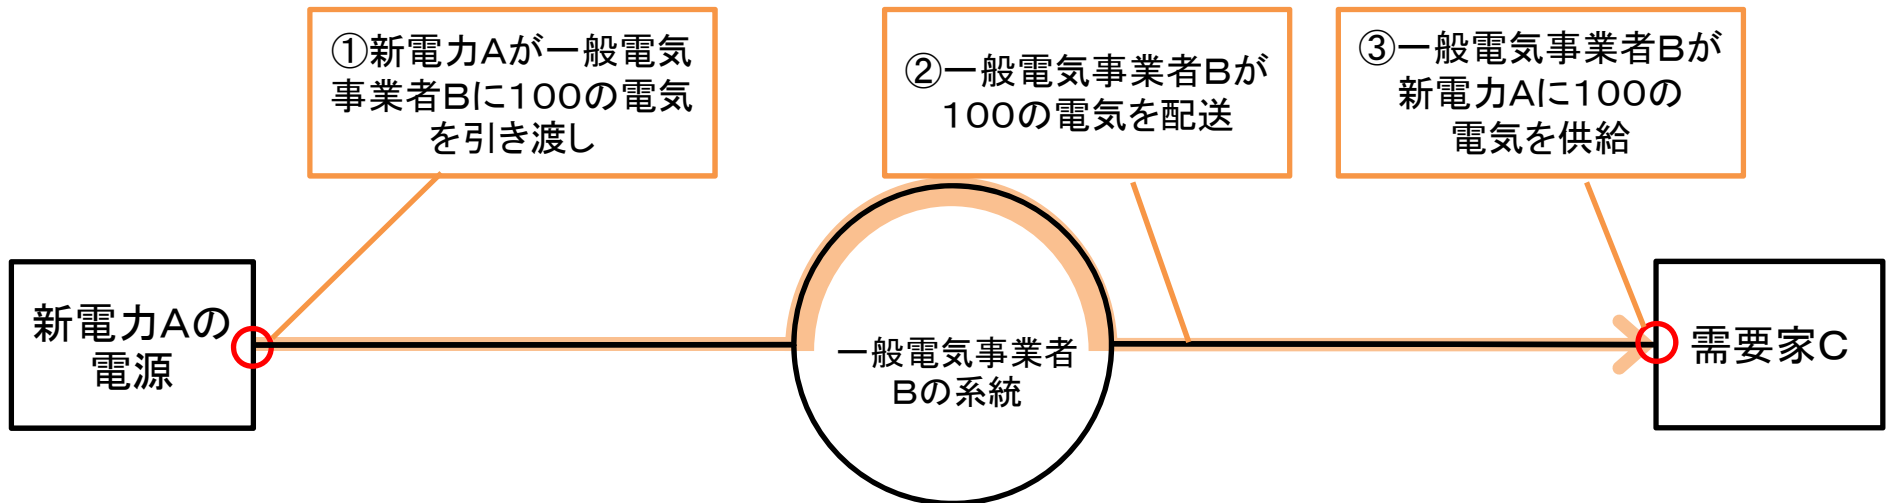 ①新電力Aが一般電気
事業者Bに100の電気
を引き渡し
②一般電気事業者Bが
100の電気を配送
③一般電気事業者Bが
新電力Aに100の
電気を供給
新電力Aの
電源
一般電気事業者
Bの系統
需要家C